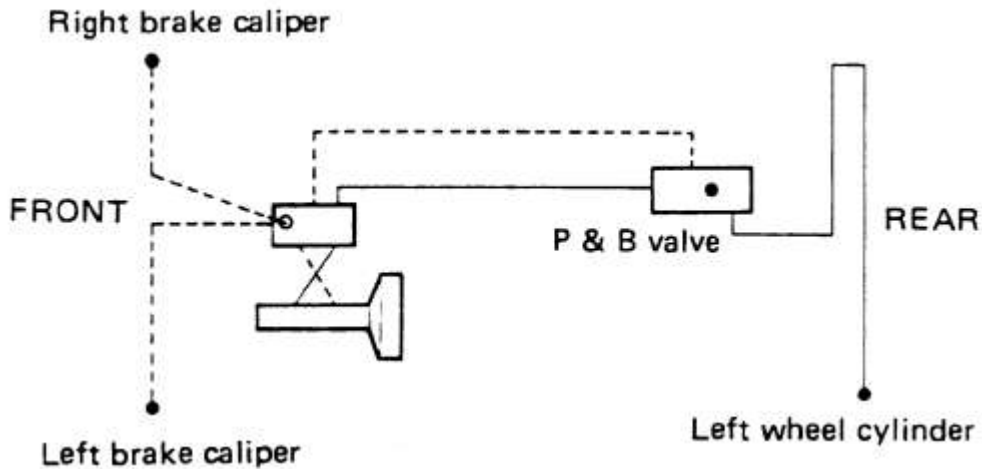 Right brake caliper
FRONT
P & B valve
REAR
Left brake caliper
Left wheel cylinder